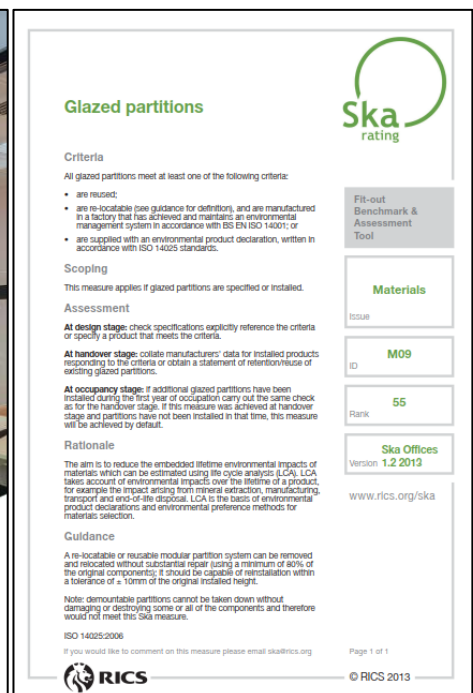 Glazed partitions
Criteria
All glazed partitions meet at least one of the following criteria:
• are reused;
• are re-locatable (see guidance for definition), and are manufactured
in a factory that has achieved and maintains an environmental
management system in accordance with BS EN ISO 14001; or
• are supplied with an environmental product declaration, written in
accordance with ISO 14025 standards.
Scoping
This measure applies if glazed partitions are specified or installed.
Assessment
At design stage: check specifications explicitly reference the criteria
or specify a product that meets the criteria.
At handover stage: collate manufacturers' data for installed products
responding to the criteria or obtain a statement of retention/reuse of
existing glazed partitions.
At occupancy stage: if additional glazed partitions have been
installed during the first year of occupation carry out the same check
as for the handover stage. If this measure was achieved at handover
stage and partitions have not been installed in that time, this measure
will be achieved by default.
Rationale
The aim is to reduce the embedded lifetime environmental impacts of
materials which can be estimated using life cycle analysis (LCA). LCA
takes account of environmental impacts over the lifetime of a product,
for example the impact arising from mineral extraction, manufacturing,
transport and end-of-life disposal. LCA is the basis of environmental
product declarations and environmental preference methods for
materials selection.
Guidance
A re-locatable or reusable modular partition system can be removed
and relocated without substantial repair (using a minimum of 80% of
the original components); it should be capable of reinstallation within
a tolerance of ± 10mm of the original installed height.
Note: demountable partitions cannot be taken down without
damaging or destroying some or all of the components and therefore
would not meet this Ska measure.
ISO 14025:2006
If you would like to comment on this measure please email ska@rics.org
RICS
Ska
rating
Fit-out
Benchmark &
Assessment
Tool
Materials
Issue
M09
ID
55
Rank
Ska Offices
Version 1.2 2013
www.rics.org/ska
Page 1 of 1
© RICS 2013